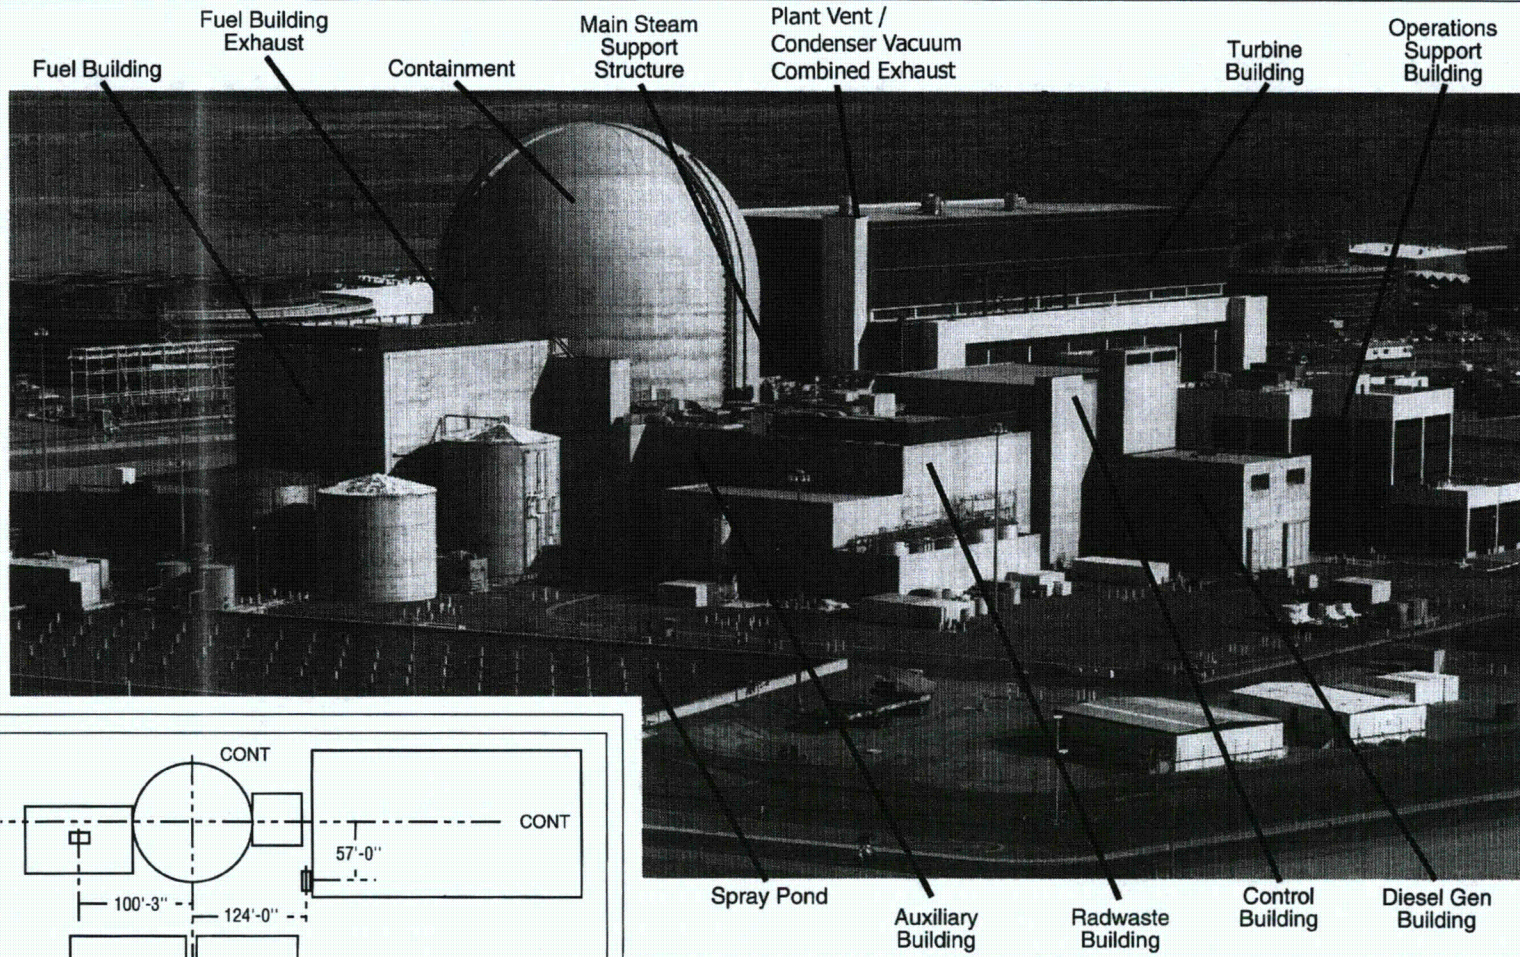 Fuel Building
Fuel Building
Exhaust
Containment
Main Steam
Support
Structure
Plant Vent /
Condenser Vacuum
Combined Exhaust
Turbine
Building
Operations
Support
Building
CONT
CONT
57'-0"
100'-3"
124'-0"
Spray Pond
Auxiliary
Building
Radwaste
Building
Control
Building
Diesel Gen
Building